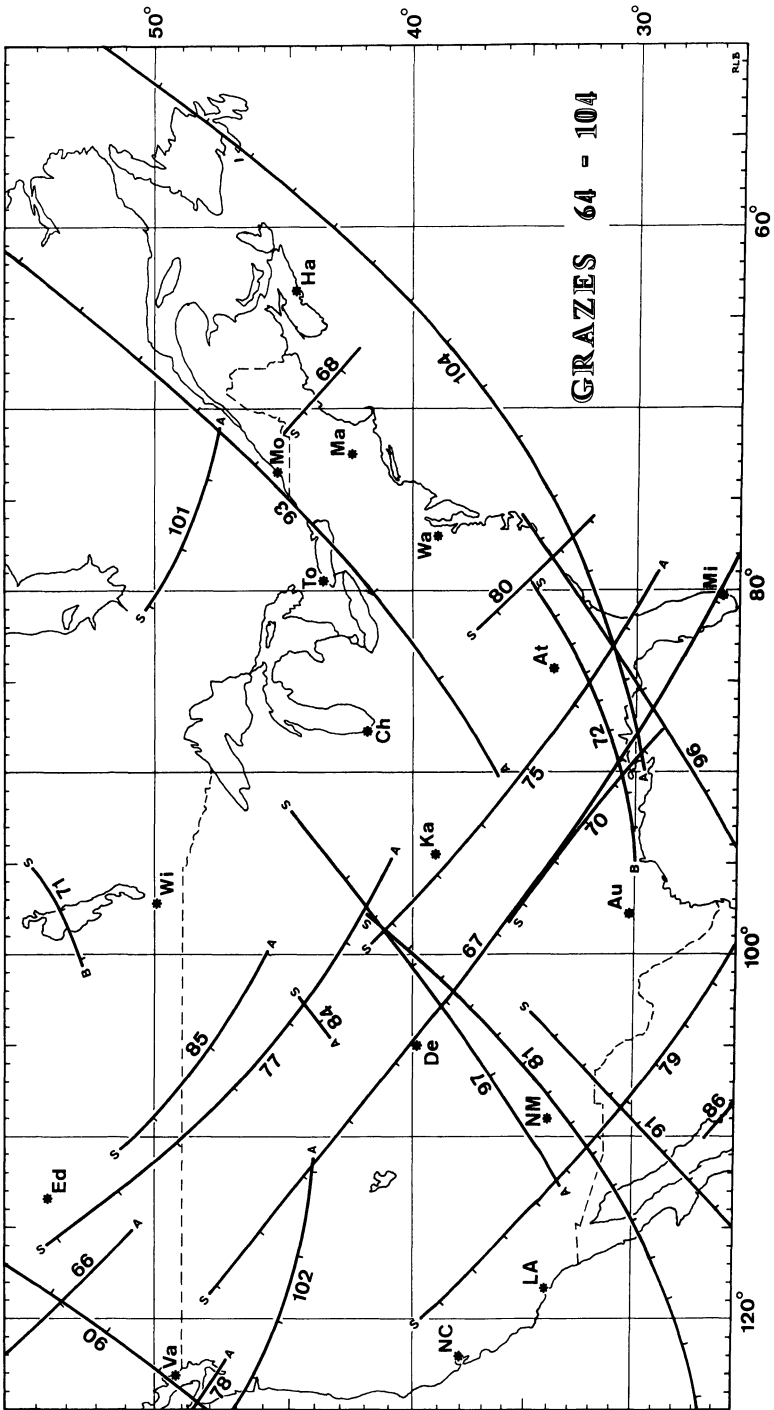 50°
40°
30°
120°
100°
80°
60°
GRAZES 64 - 104
RLB
Va
Ed
Wi
NC
LA
De
NM
Ka
Au
Ch
At
To
Mi
Wa
Mo
Ma
Ha
90
66
A
78
A
102
A
S
77
A
S
85
A
B
71
S
S
101
A
S
84
A
S
67
S
97
A
S
81
S
75
A
S
70
S
79
91
S
86
B
72
S
S
80
96
A
93
S
68
A
104